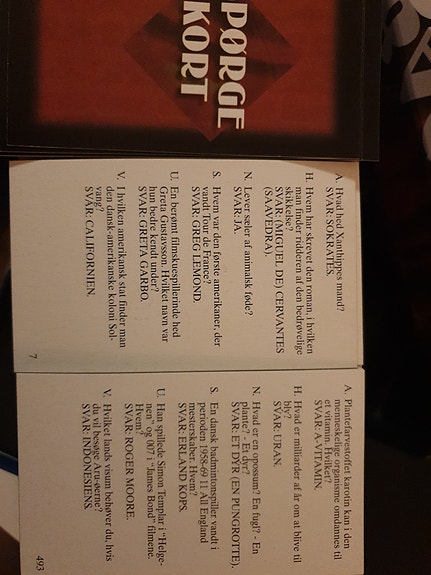 SPØRGE
KORT
A. Hvad hed Xanthippes mand?
SVAR: SOKRATES.
H. Hvem har skrevet den roman, i hvilken
man finder ridderen af den bedrøvelige
skikkelse?
SVAR: (MIGUEL DE) CERVANTES
(SAAVEDRA).
N. Lever sæler af animalsk føde?
SVAR: JA.
S. Hvem var den første amerikaner, der
vandt Tour de France?
SVAR: GREG LEMOND.
U. En berømt filmskuespillerinde hed
Greta Gustavsson. Hvilket navn var
hun bedre kendt under?
SVAR: GRETA GARBO.
V. I hvilken amerikansk stat finder man
den dansk-amerikanske koloni Sol-
vang?
SVAR: CALIFORNIEN.
7
A. Plantefarvestoffet karotin kan i den
menneskelige organisme omdannes til
et vitamin. Hvilket?
SVAR: A-VITAMIN.
H. Hvad er milliarder af år om at blive til
bly?
SVAR: URAN.
N. Hvad er en opossum? En fugl? - En
plante? - Et dyr?
SVAR: ET DYR (EN PUNGROTTE).
S. En dansk badmintonspiller vandt i
perioden 1958-69 11 All England
mesterskaber. Hvem?
SVAR: ERLAND KOPS.
U. Han spillede Simon Templar i "Helge-
nen" og 007 i "James Bond" filmene.
Hvem?
SVAR: ROGER MOORE.
V. Hvilket lands visum behøver du, hvis
du vil besøge Aru-øerne?
SVAR: INDONESIENS.
493